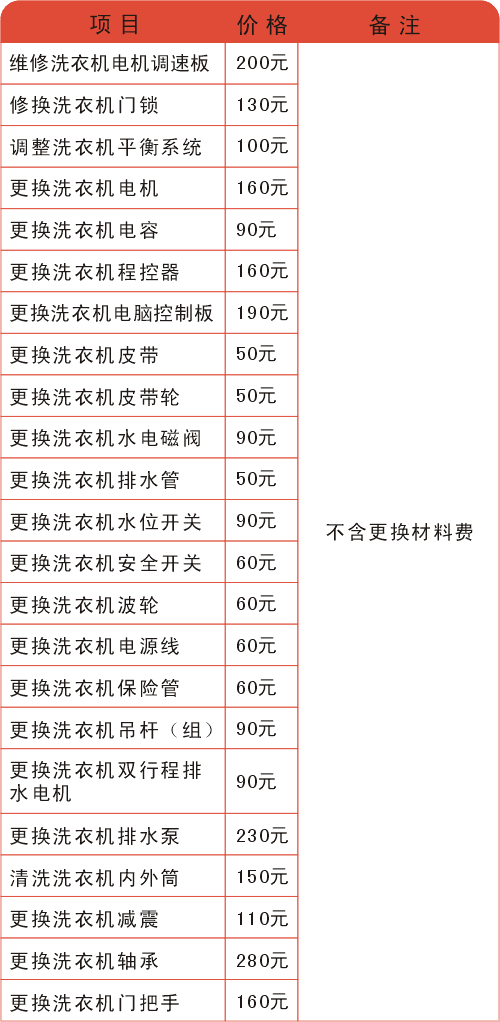 项目 价格 备注
维修洗衣机电机调速板 200元
修换洗衣机门锁 130元
调整洗衣机平衡系统 100元
更换洗衣机电机 160元
更换洗衣机电容 90元
更换洗衣机程控器 160元
更换洗衣机电脑控制板 190元
更换洗衣机皮带 50元
更换洗衣机皮带轮 50元
更换洗衣机水电磁阀 90元
更换洗衣机排水管 50元
更换洗衣机水位开关 90元
不含更换材料费
更换洗衣机安全开关 60元
更换洗衣机波轮 60元
更换洗衣机电源线 60元
更换洗衣机保险管 60元
更换洗衣机吊杆（组） 90元
更换洗衣机双行程排
水电机 90元
更换洗衣机排水泵 230元
清洗洗衣机内外筒 150元
更换洗衣机减震 110元
更换洗衣机轴承 280元
更换洗衣机门把手 160元